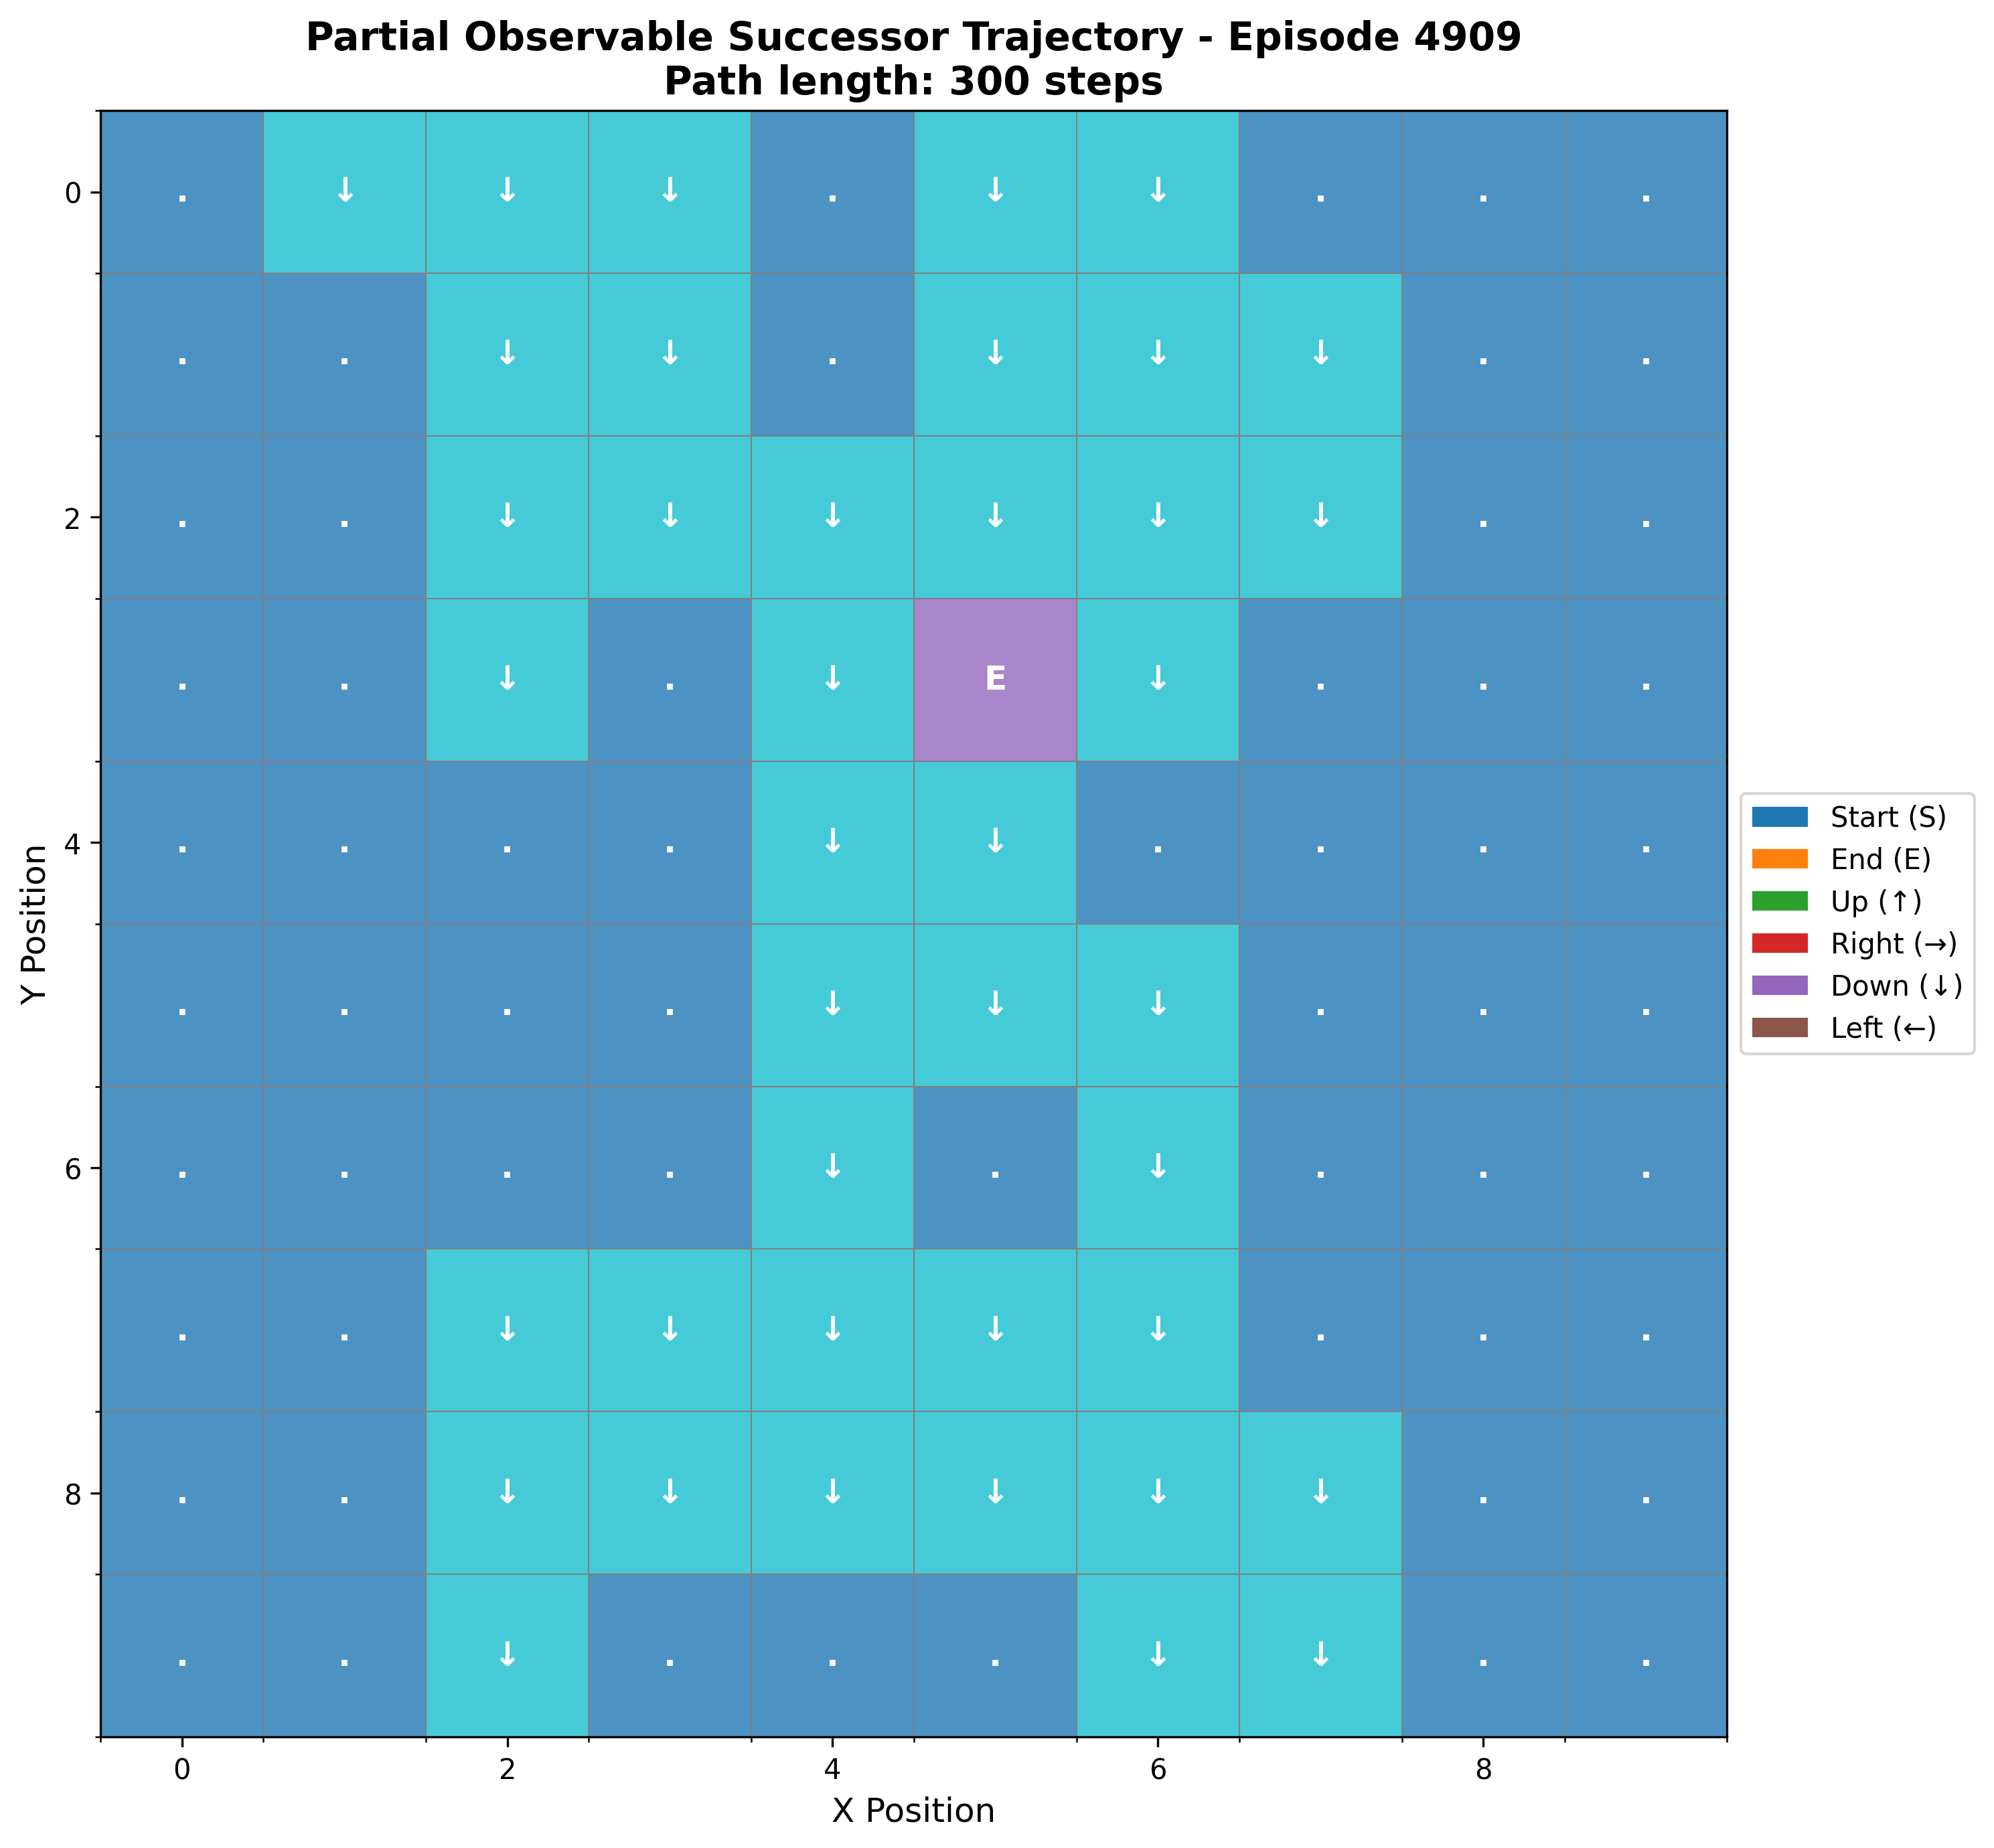 Partial Observable Successor Trajectory - Episode 4909
Path length: 300 steps
0 . ↓ ↓ ↓ . ↓ ↓ . . .
. . ↓ ↓ . ↓ ↓ ↓ . .
2 . . ↓ ↓ ↓ ↓ ↓ ↓ . .
. . ↓ . ↓ E ↓ . . .
4 . . . . ↓ ↓ . . . .
. . . . ↓ ↓ ↓ . . .
6 . . . . ↓ . ↓ . . .
. . ↓ ↓ ↓ ↓ ↓ . . .
8 . . ↓ ↓ ↓ ↓ ↓ ↓ . .
. . ↓ . . . ↓ ↓ . .
0 2 4 6 8
X Position
Y Position
Start (S)
End (E)
Up (↑)
Right (→)
Down (↓)
Left (←)